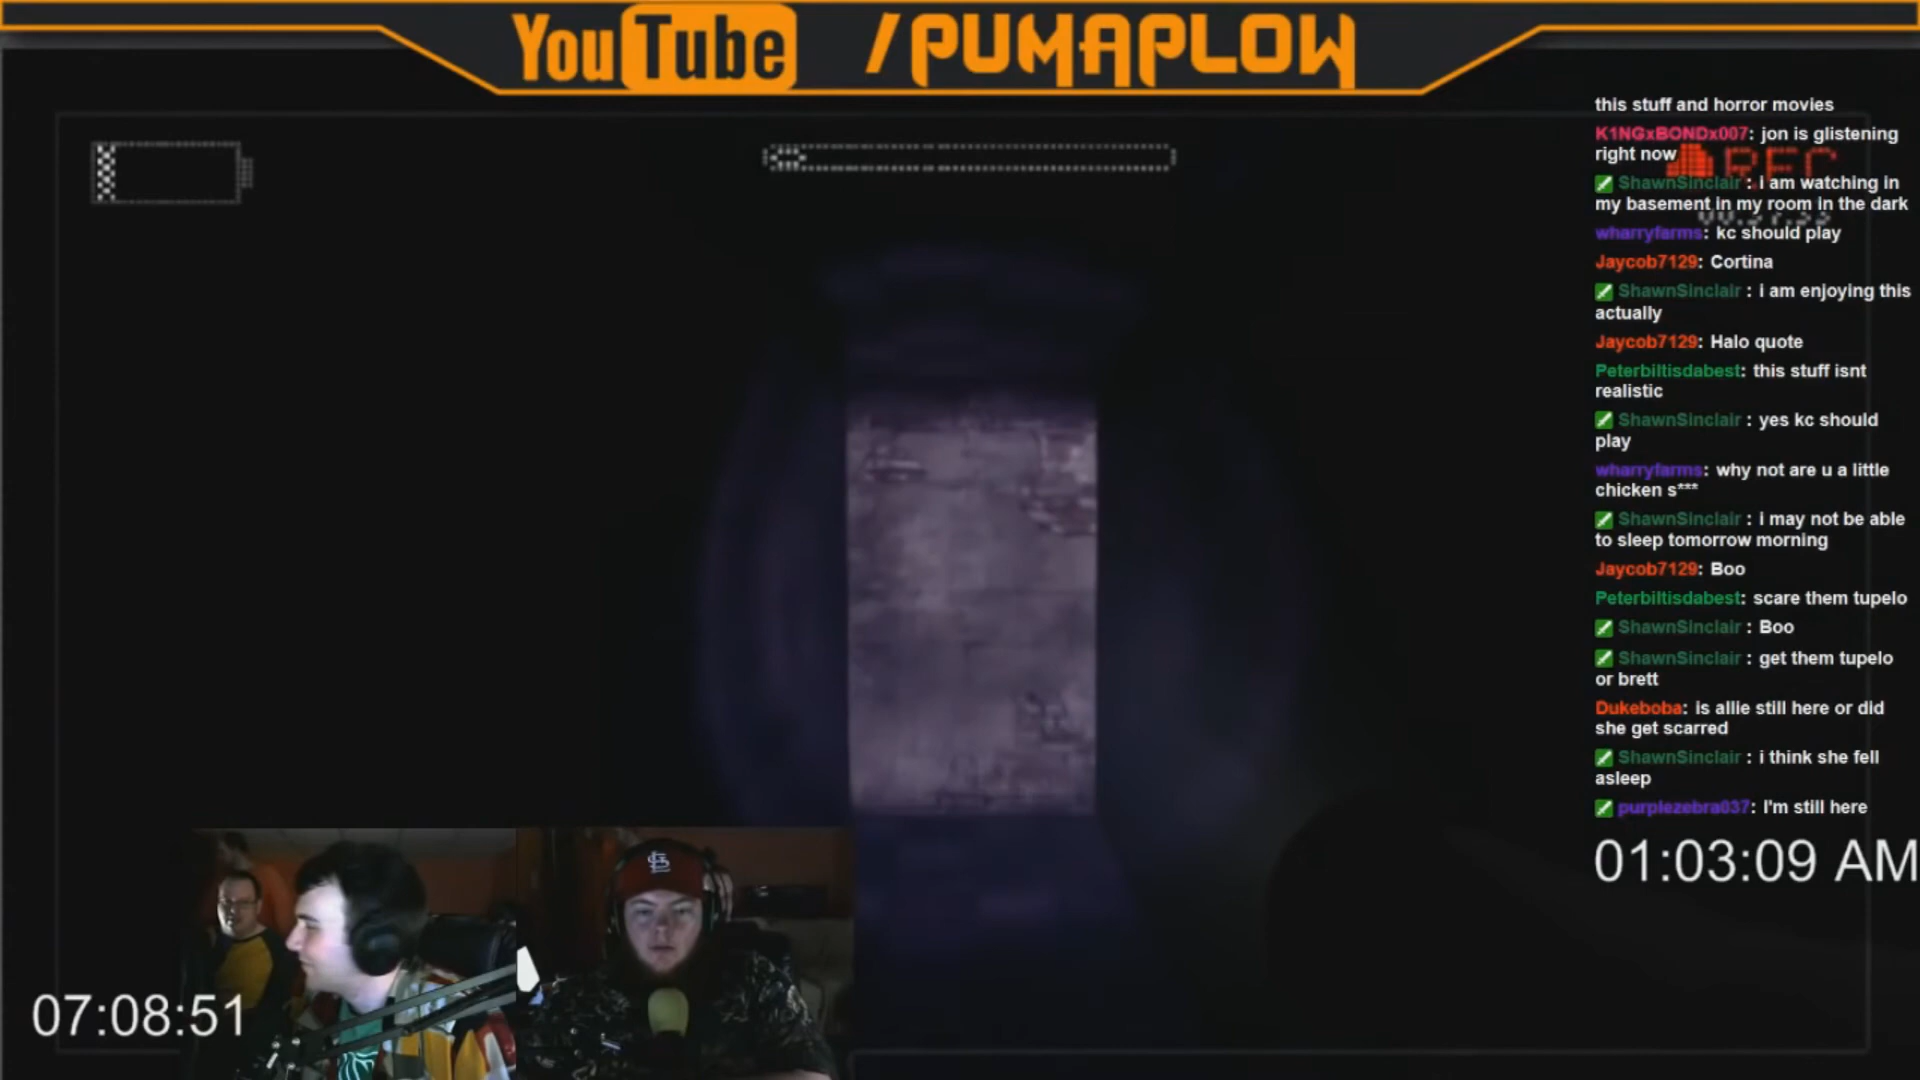 YouTube /PUMAPLOW
this stuff and horror movies
K1NGxBONDx007: jon is glistening
right now
REC
ShawnSinclair : i am watching in
my basement in my room in the dark
wharryfarms: kc should play
Jaycob7129: Cortina
ShawnSinclair : i am enjoying this
actually
Jaycob7129: Halo quote
Peterbiltisdabest: this stuff isnt
realistic
ShawnSinclair : yes kc should
play
wharryfarms: why not are u a little
chicken s***
ShawnSinclair : i may not be able
to sleep tomorrow morning
Jaycob7129: Boo
Peterbiltisdabest: scare them tupelo
ShawnSinclair : Boo
ShawnSinclair : get them tupelo
or brett
Dukeboba: is allie still here or did
she get scarred
ShawnSinclair : i think she fell
asleep
purplezebra037: I'm still here
01:03:09 AM
07:08:51